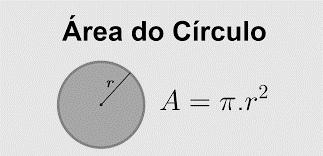 Área do Círculo
r
A = π.r²